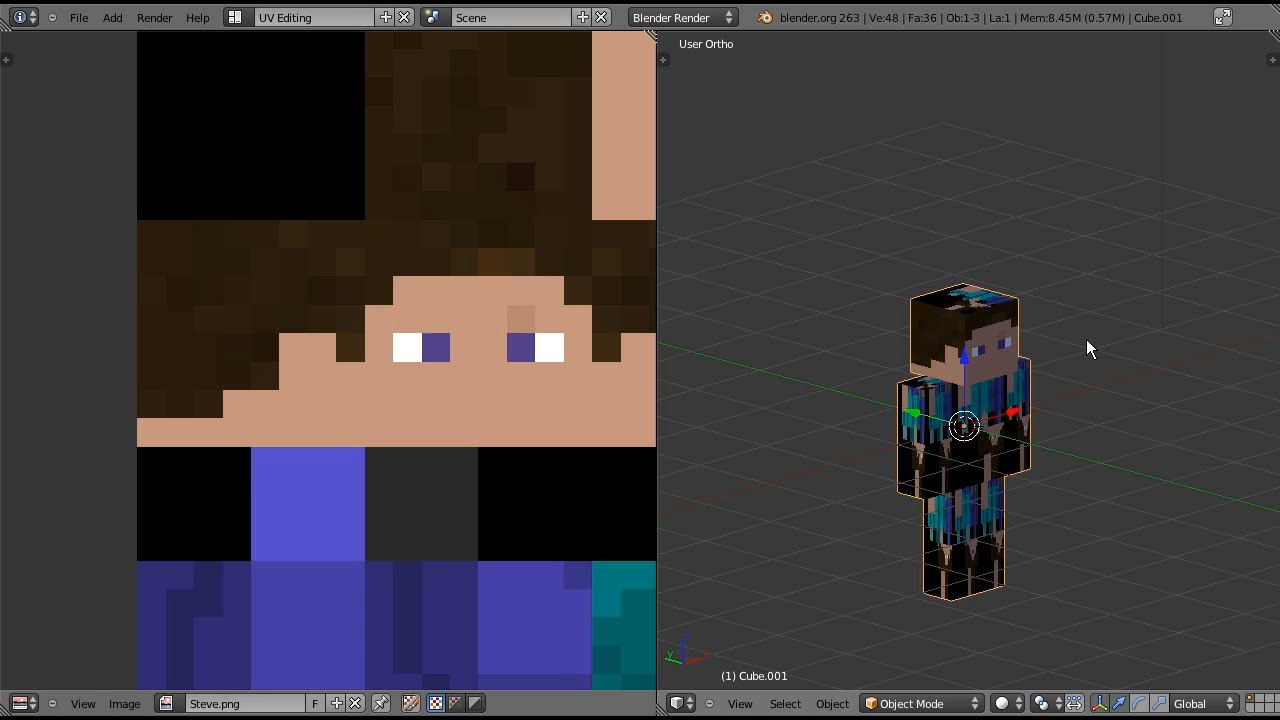 File Add Render Help UV Editing Scene Blender Render blender.org 263 | Ve:48 | Fa:36 | Ob:1-3 | La:1 | Mem:8.45M (0.57M) | Cube.001
User Ortho
z
y x
(1) Cube.001
View Image Steve.png F View Select Object Object Mode Global